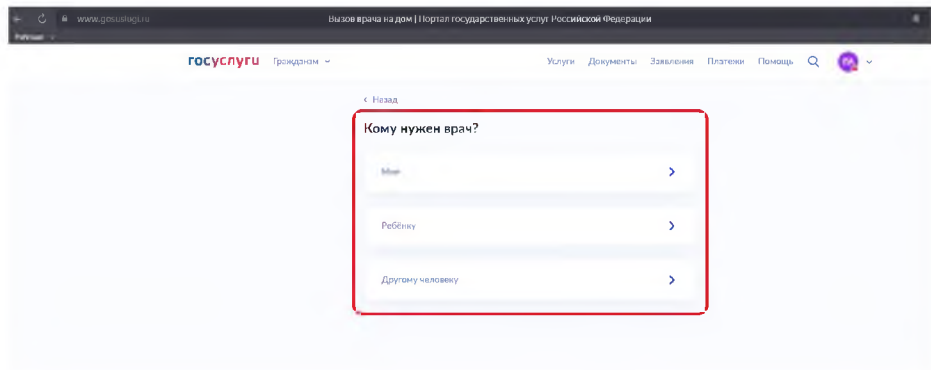 www.gosuslugi.ru Вызов врача на дом | Портал государственных услуг Российской Федерации
госуслуги Гражданам Услуги Документы Заявления Платежи Помощь
Назад
Кому нужен врач?
Мне
Ребёнку
Другому человеку